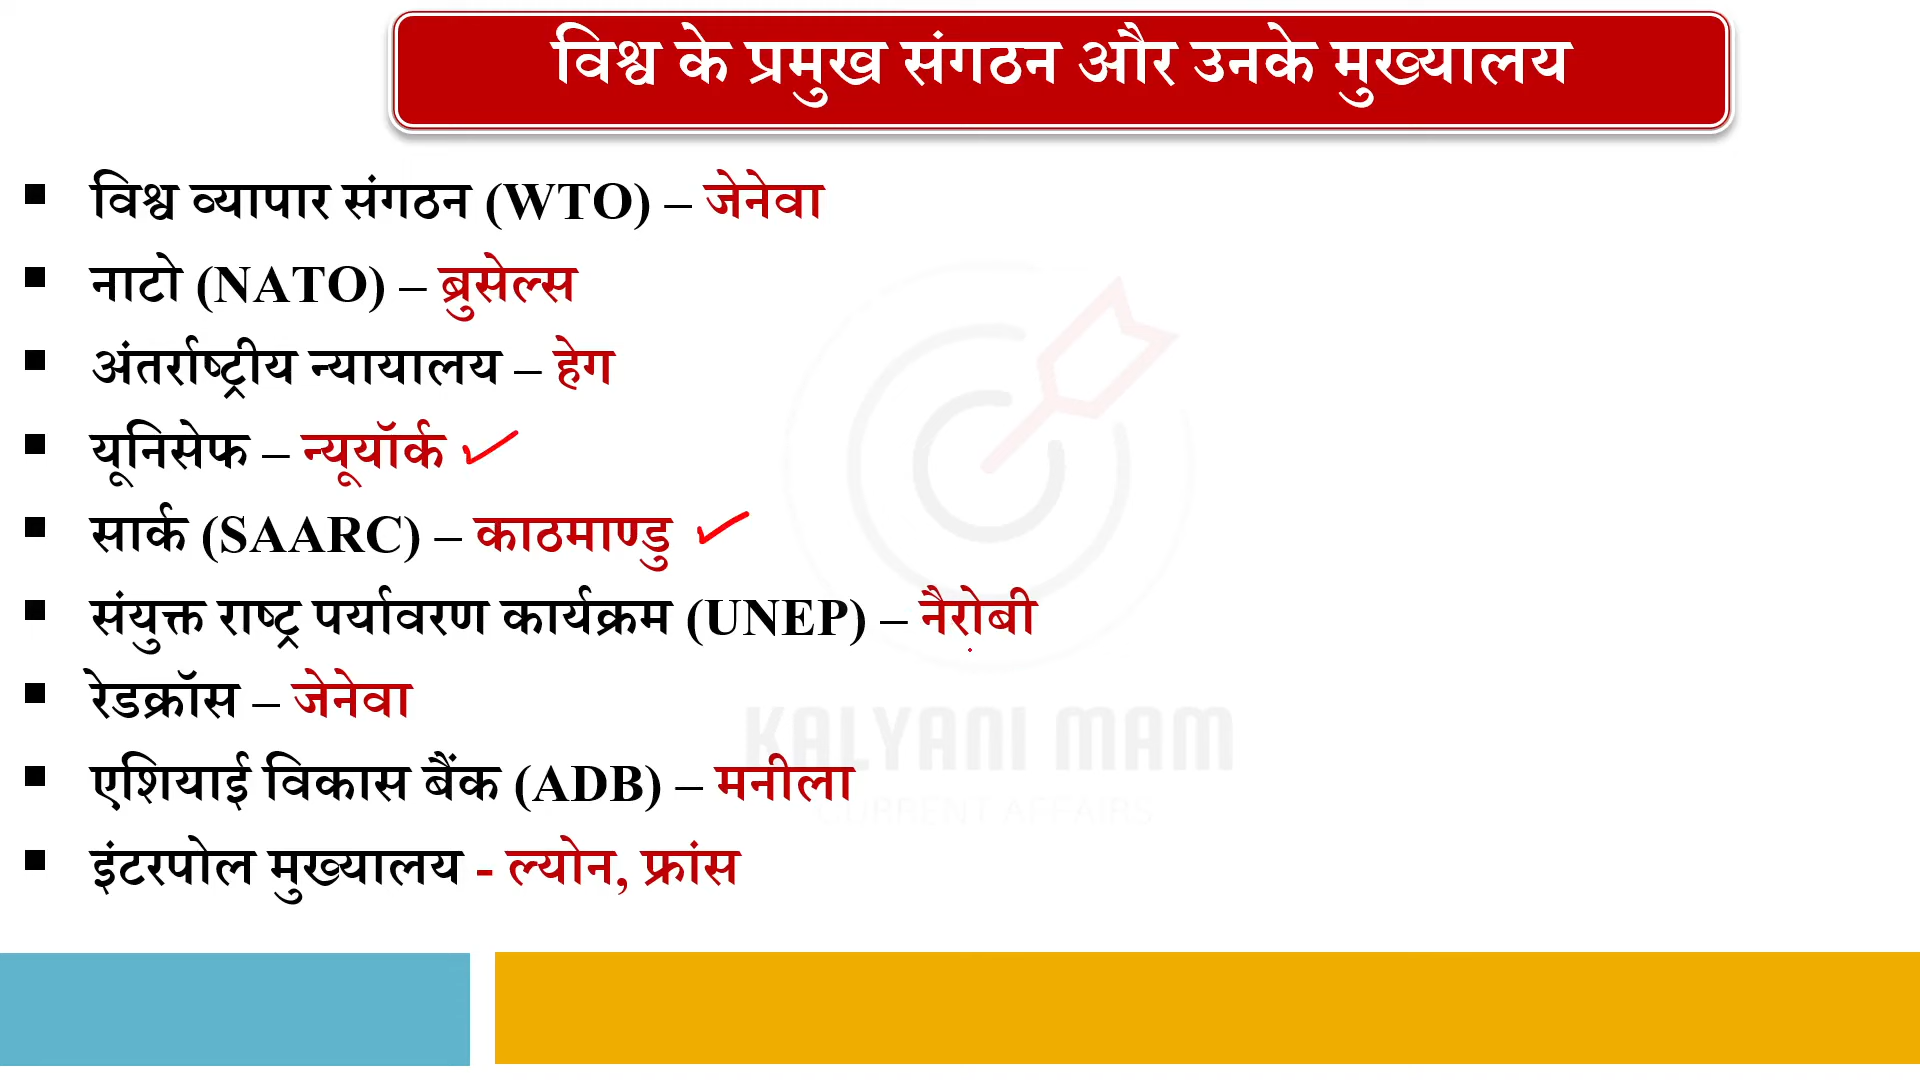 विश्व के प्रमुख संगठन और उनके मुख्यालय
▪ विश्व व्यापार संगठन (WTO) – जेनेवा
▪ नाटो (NATO) – ब्रुसेल्स
▪ अंतर्राष्ट्रीय न्यायालय – हेग
▪ यूनिसेफ – न्यूयॉर्क ✓
▪ सार्क (SAARC) – काठमाण्डु ✓
▪ संयुक्त राष्ट्र पर्यावरण कार्यक्रम (UNEP) – नैरोबी
▪ रेडक्रॉस – जेनेवा
KALYANI MAM
▪ एशियाई विकास बैंक (ADB) – मनीला
CURRENT AFFAIRS
▪ इंटरपोल मुख्यालय - ल्योन, फ्रांस